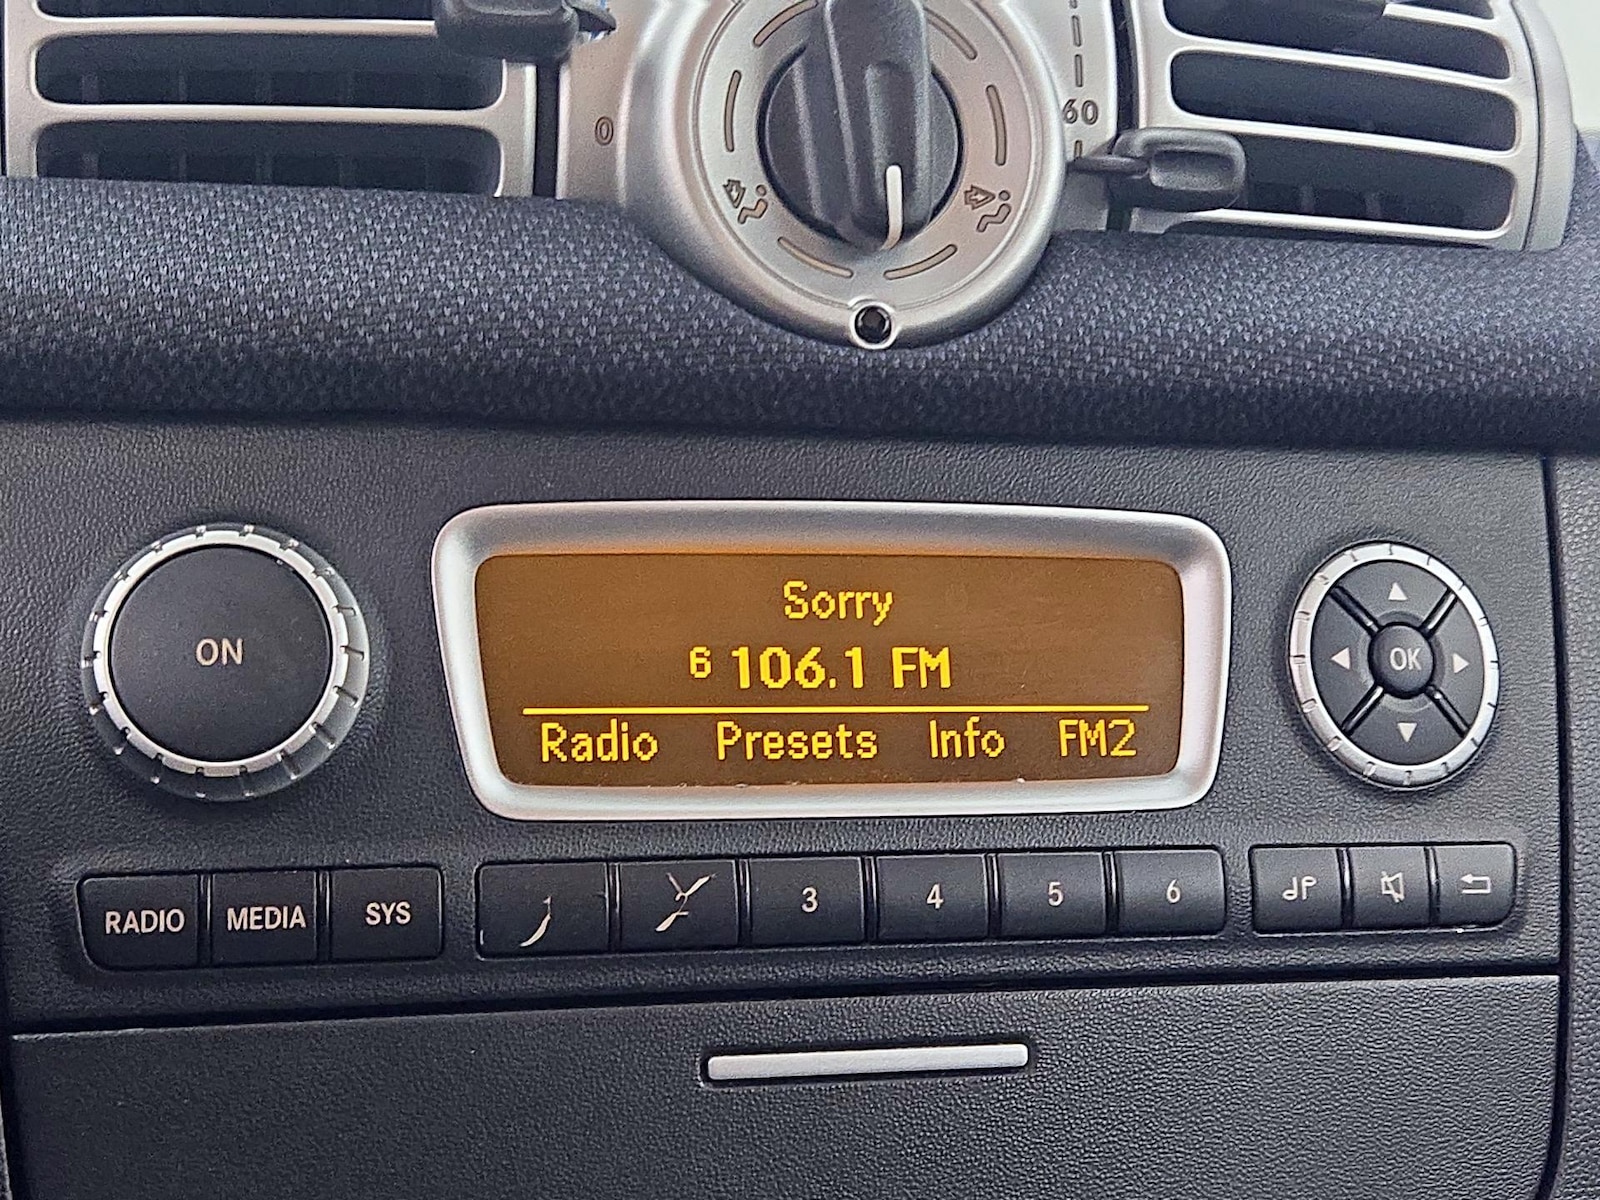 0
60
ON
Sorry
6 106.1 FM
Radio Presets Info FM2
OK
RADIO MEDIA SYS 3 4 5 6